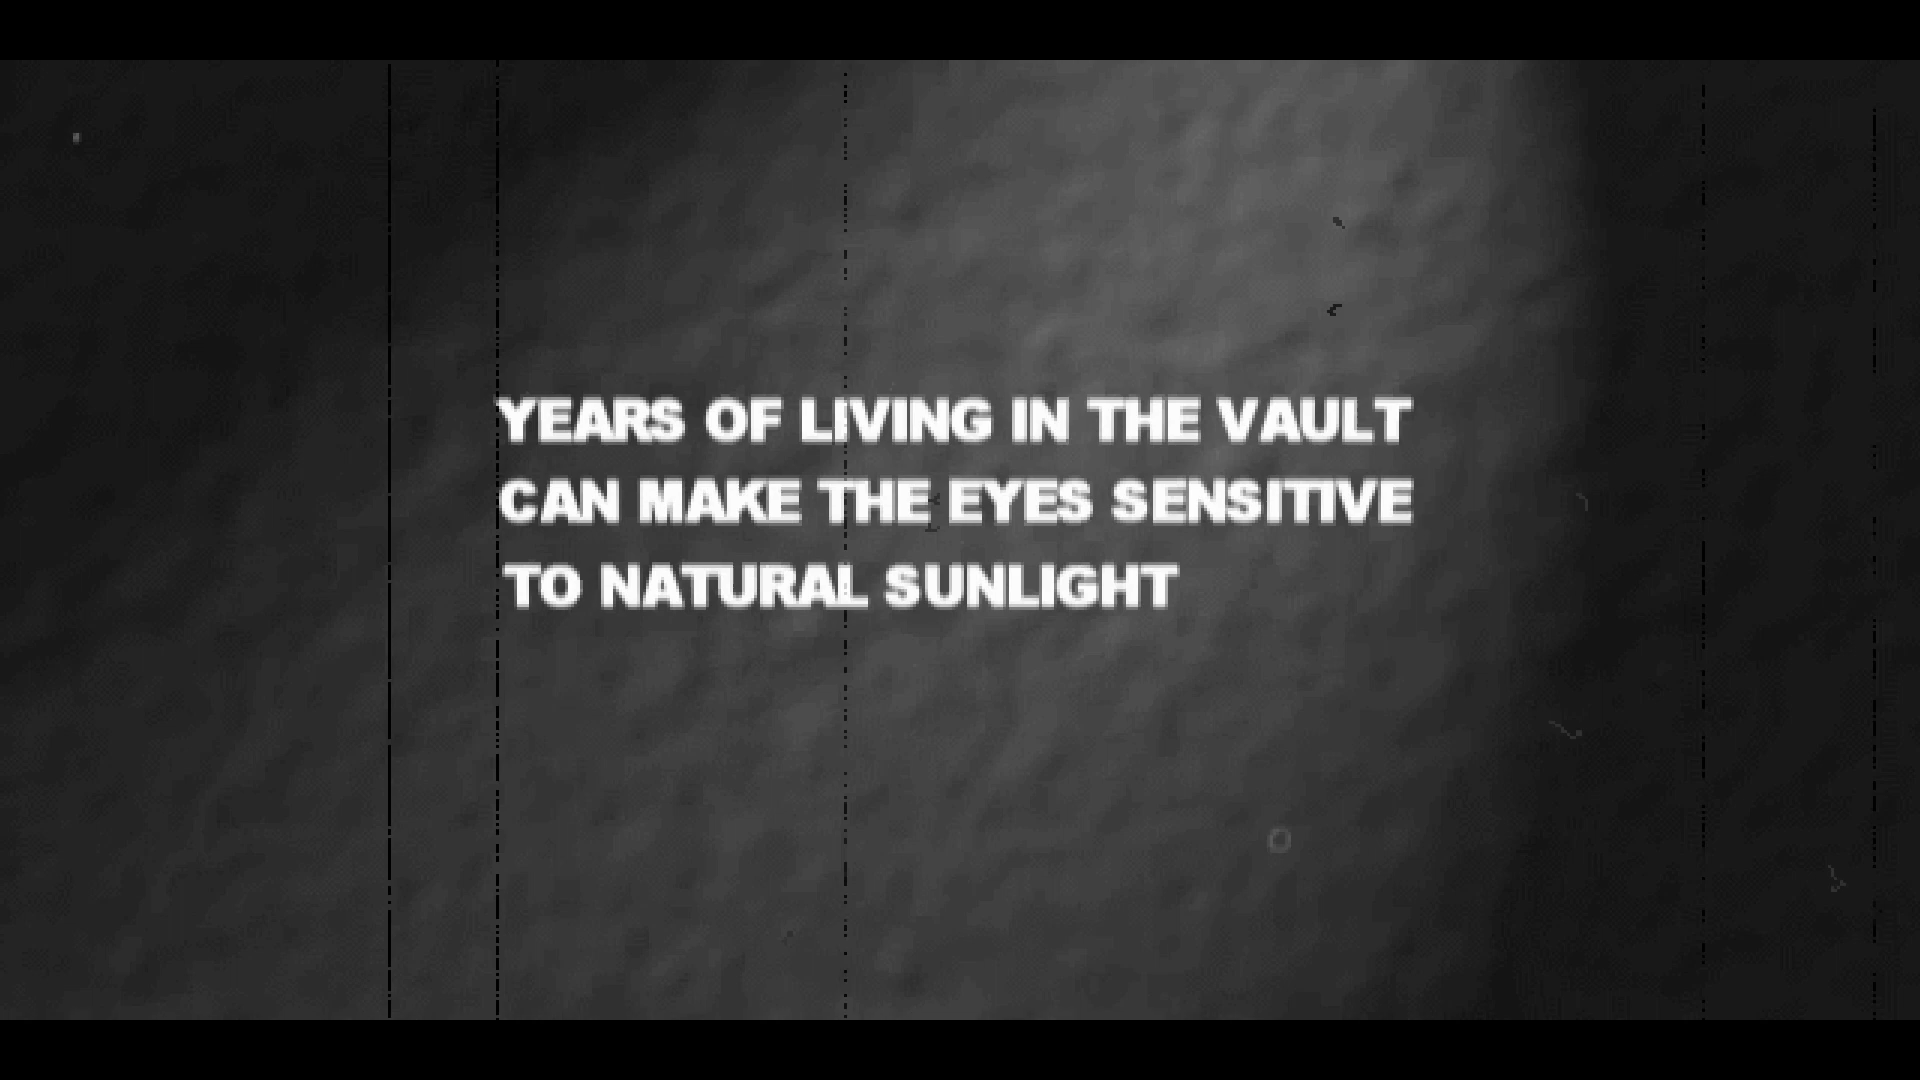 YEARS OF LIVING IN THE VAULT
CAN MAKE THE EYES SENSITIVE
TO NATURAL SUNLIGHT